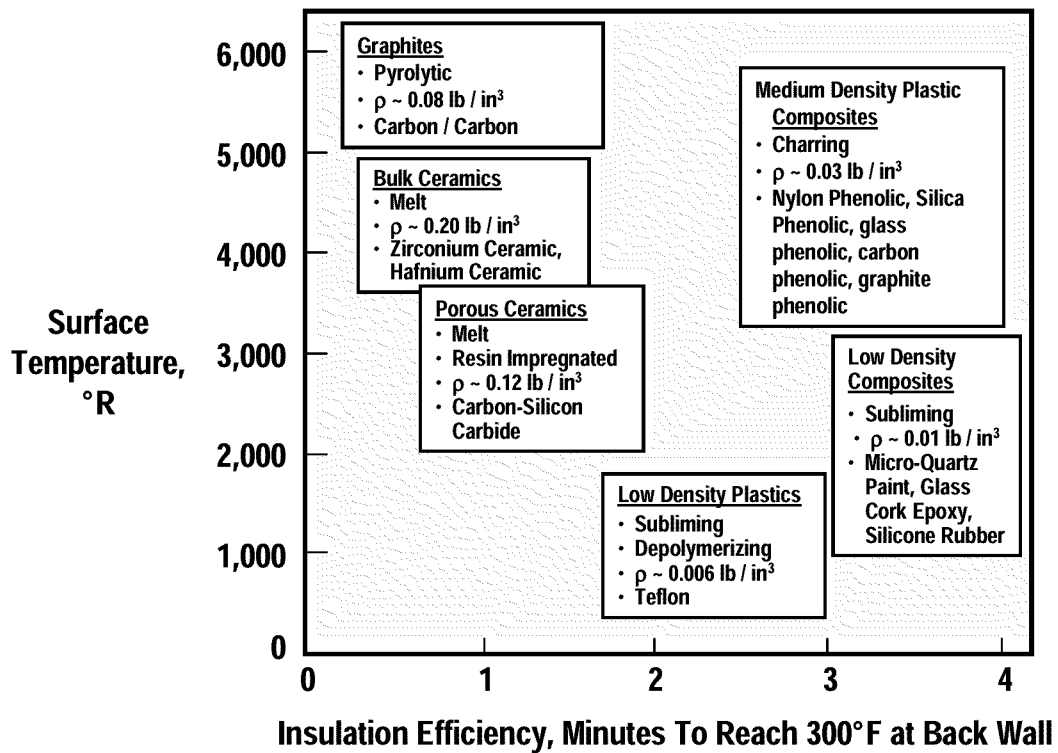 6,000
5,000
4,000
3,000
2,000
1,000
0
Surface
Temperature,
°R
Graphites
• Pyrolytic
• ρ ~ 0.08 lb / in³
• Carbon / Carbon
Bulk Ceramics
• Melt
• ρ ~ 0.20 lb / in³
• Zirconium Ceramic,
Hafnium Ceramic
Porous Ceramics
• Melt
• Resin Impregnated
• ρ ~ 0.12 lb / in³
• Carbon-Silicon
Carbide
Medium Density Plastic
Composites
• Charring
• ρ ~ 0.03 lb / in³
• Nylon Phenolic, Silica
Phenolic, glass
phenolic, carbon
phenolic, graphite
phenolic
Low Density
Composites
• Subliming
• ρ ~ 0.01 lb / in³
• Micro-Quartz
Paint, Glass
Cork Epoxy,
Silicone Rubber
Low Density Plastics
• Subliming
• Depolymerizing
• ρ ~ 0.006 lb / in³
• Teflon
0 1 2 3 4
Insulation Efficiency, Minutes To Reach 300°F at Back Wall